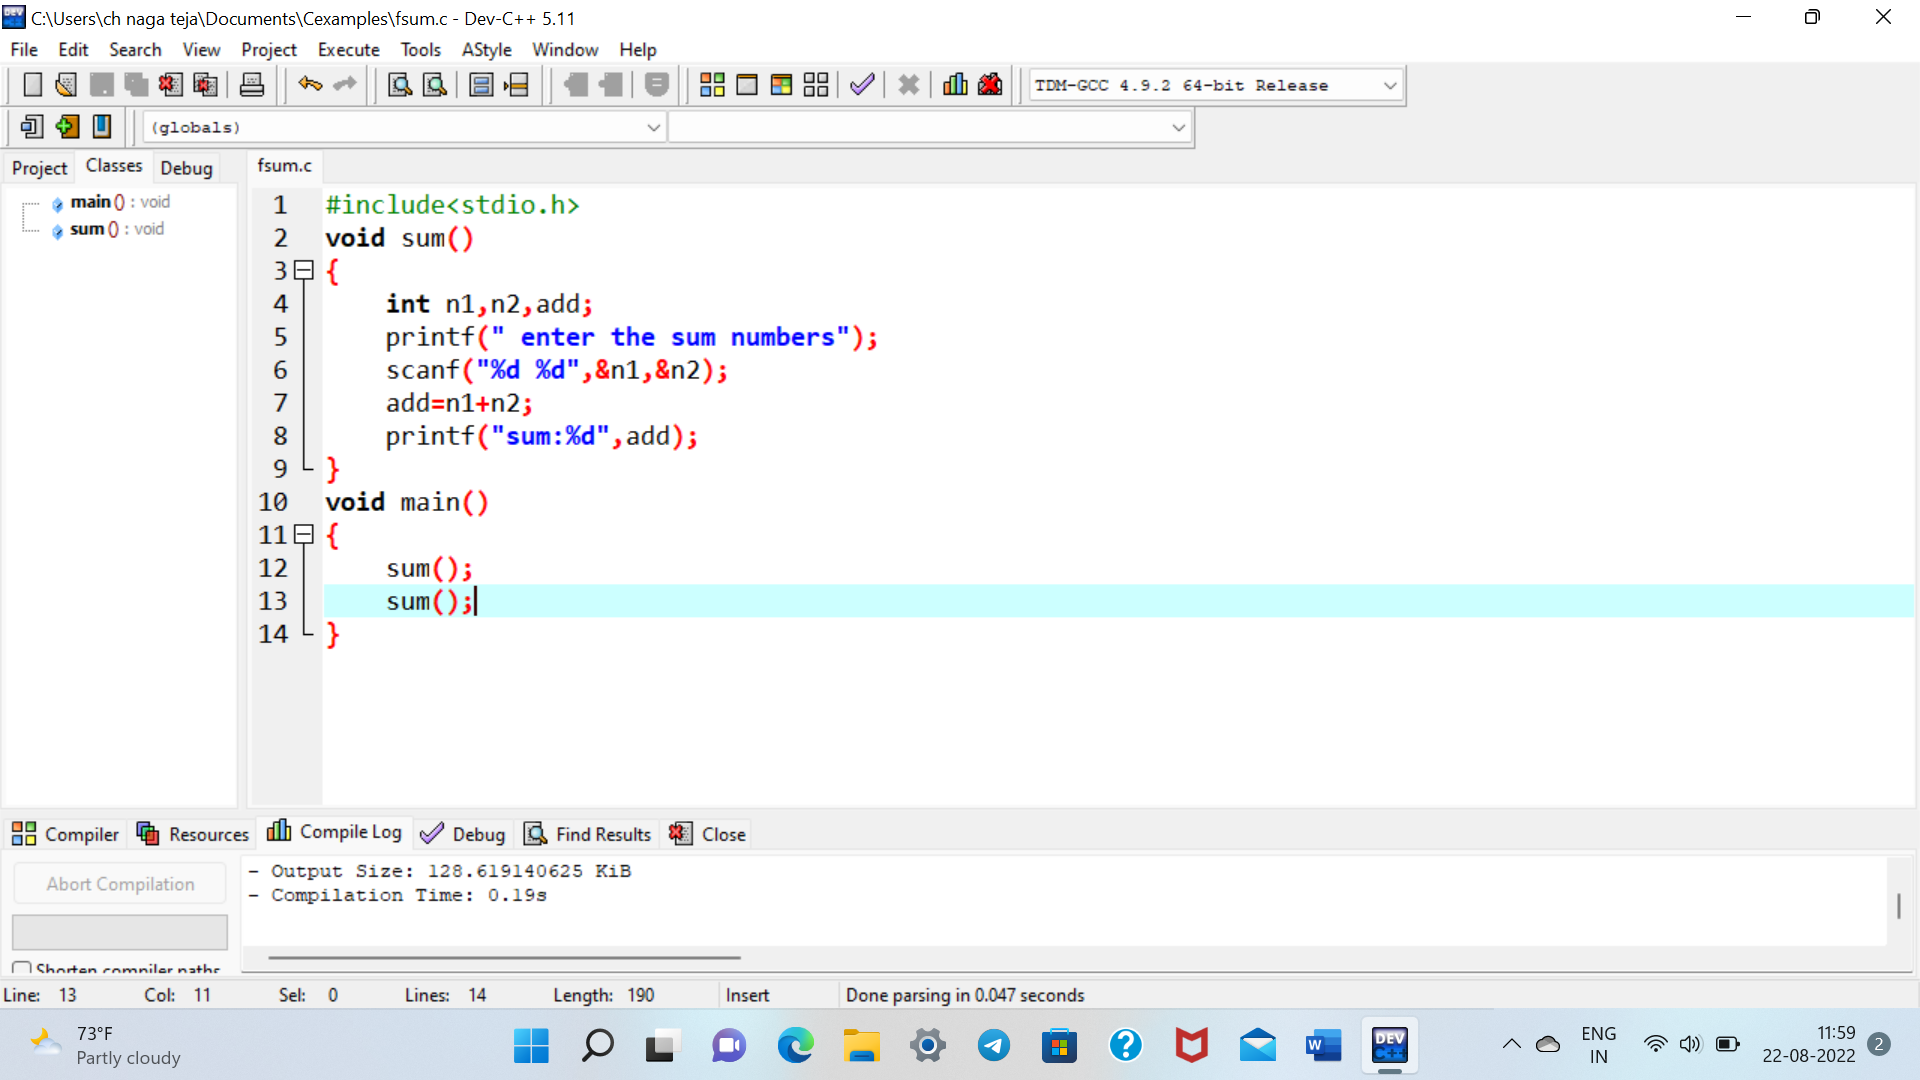 C:\Users\ch naga teja\Documents\Cexamples\fsum.c - Dev-C++ 5.11
File Edit Search View Project Execute Tools AStyle Window Help
TDM-GCC 4.9.2 64-bit Release
(globals)
Project Classes Debug fsum.c
main () : void
sum () : void
1 #include<stdio.h>
2 void sum()
3 {
4 int n1,n2,add;
5 printf(" enter the sum numbers");
6 scanf("%d %d",&n1,&n2);
7 add=n1+n2;
8 printf("sum:%d",add);
9 }
10 void main()
11 {
12 sum();
13 sum();
14 }
Compiler Resources Compile Log Debug Find Results Close
Abort Compilation
- Output Size: 128.619140625 KiB
- Compilation Time: 0.19s
Shorten compiler paths
Line: 13 Col: 11 Sel: 0 Lines: 14 Length: 190 Insert Done parsing in 0.047 seconds
73°F
Partly cloudy
W
DEV
C++
ENG
IN
11:59
22-08-2022
2